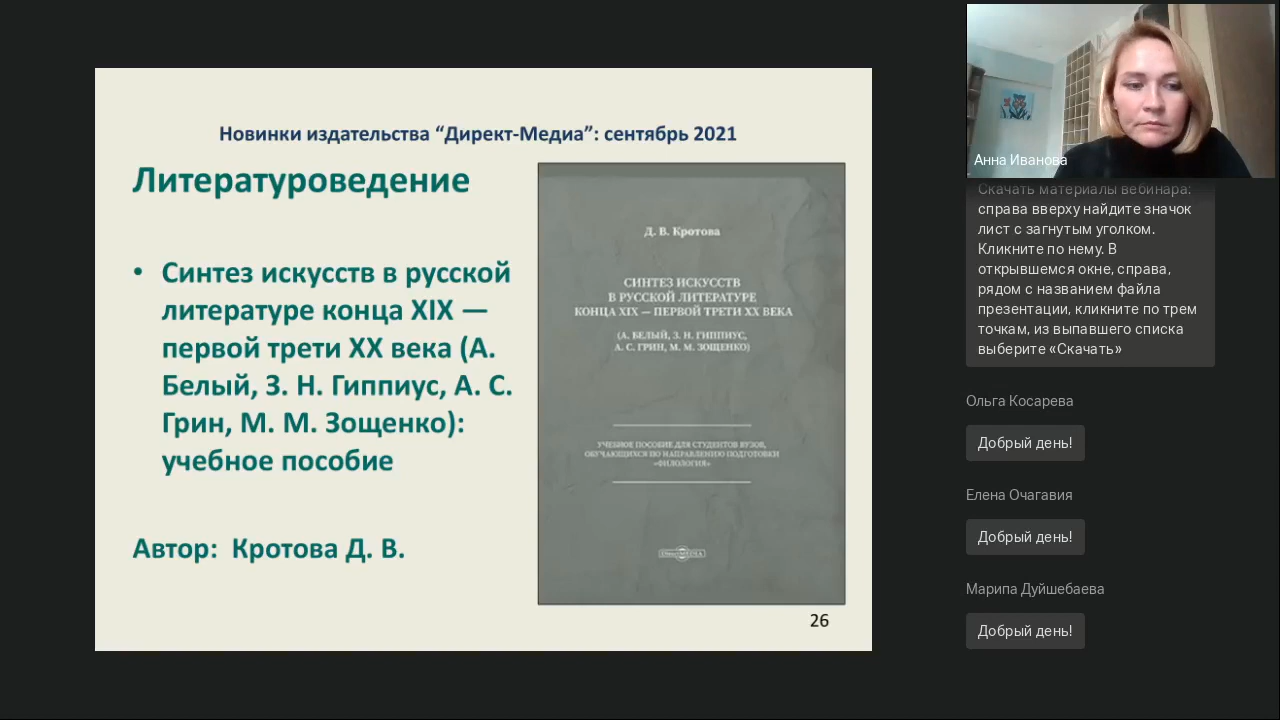 Новинки издательства “Директ-Медиа”: сентябрь 2021
Литературоведение
• Синтез искусств в русской
литературе конца XIX —
первой трети XX века (А.
Белый, З. Н. Гиппиус, А. С.
Грин, М. М. Зощенко):
учебное пособие
Автор: Кротова Д. В.
Д. В. Кротова
СИНТЕЗ ИСКУССТВ
В РУССКОЙ ЛИТЕРАТУРЕ
КОНЦА XIX — ПЕРВОЙ ТРЕТИ XX ВЕКА
(А. БЕЛЫЙ, З. Н. ГИППИУС,
А. С. ГРИН, М. М. ЗОЩЕНКО)
УЧЕБНОЕ ПОСОБИЕ ДЛЯ СТУДЕНТОВ ВУЗОВ,
ОБУЧАЮЩИХСЯ ПО НАПРАВЛЕНИЮ ПОДГОТОВКИ
«ФИЛОЛОГИЯ»
DirectMEDIA
26
Анна Иванова
Скачать материалы вебинара:
справа вверху найдите значок
лист с загнутым уголком.
Кликните по нему. В
открывшемся окне, справа,
рядом с названием файла
презентации, кликните по трем
точкам, из выпавшего списка
выберите «Скачать»
Ольга Косарева
Добрый день!
Елена Очагавия
Добрый день!
Марипа Дуйшебаева
Добрый день!